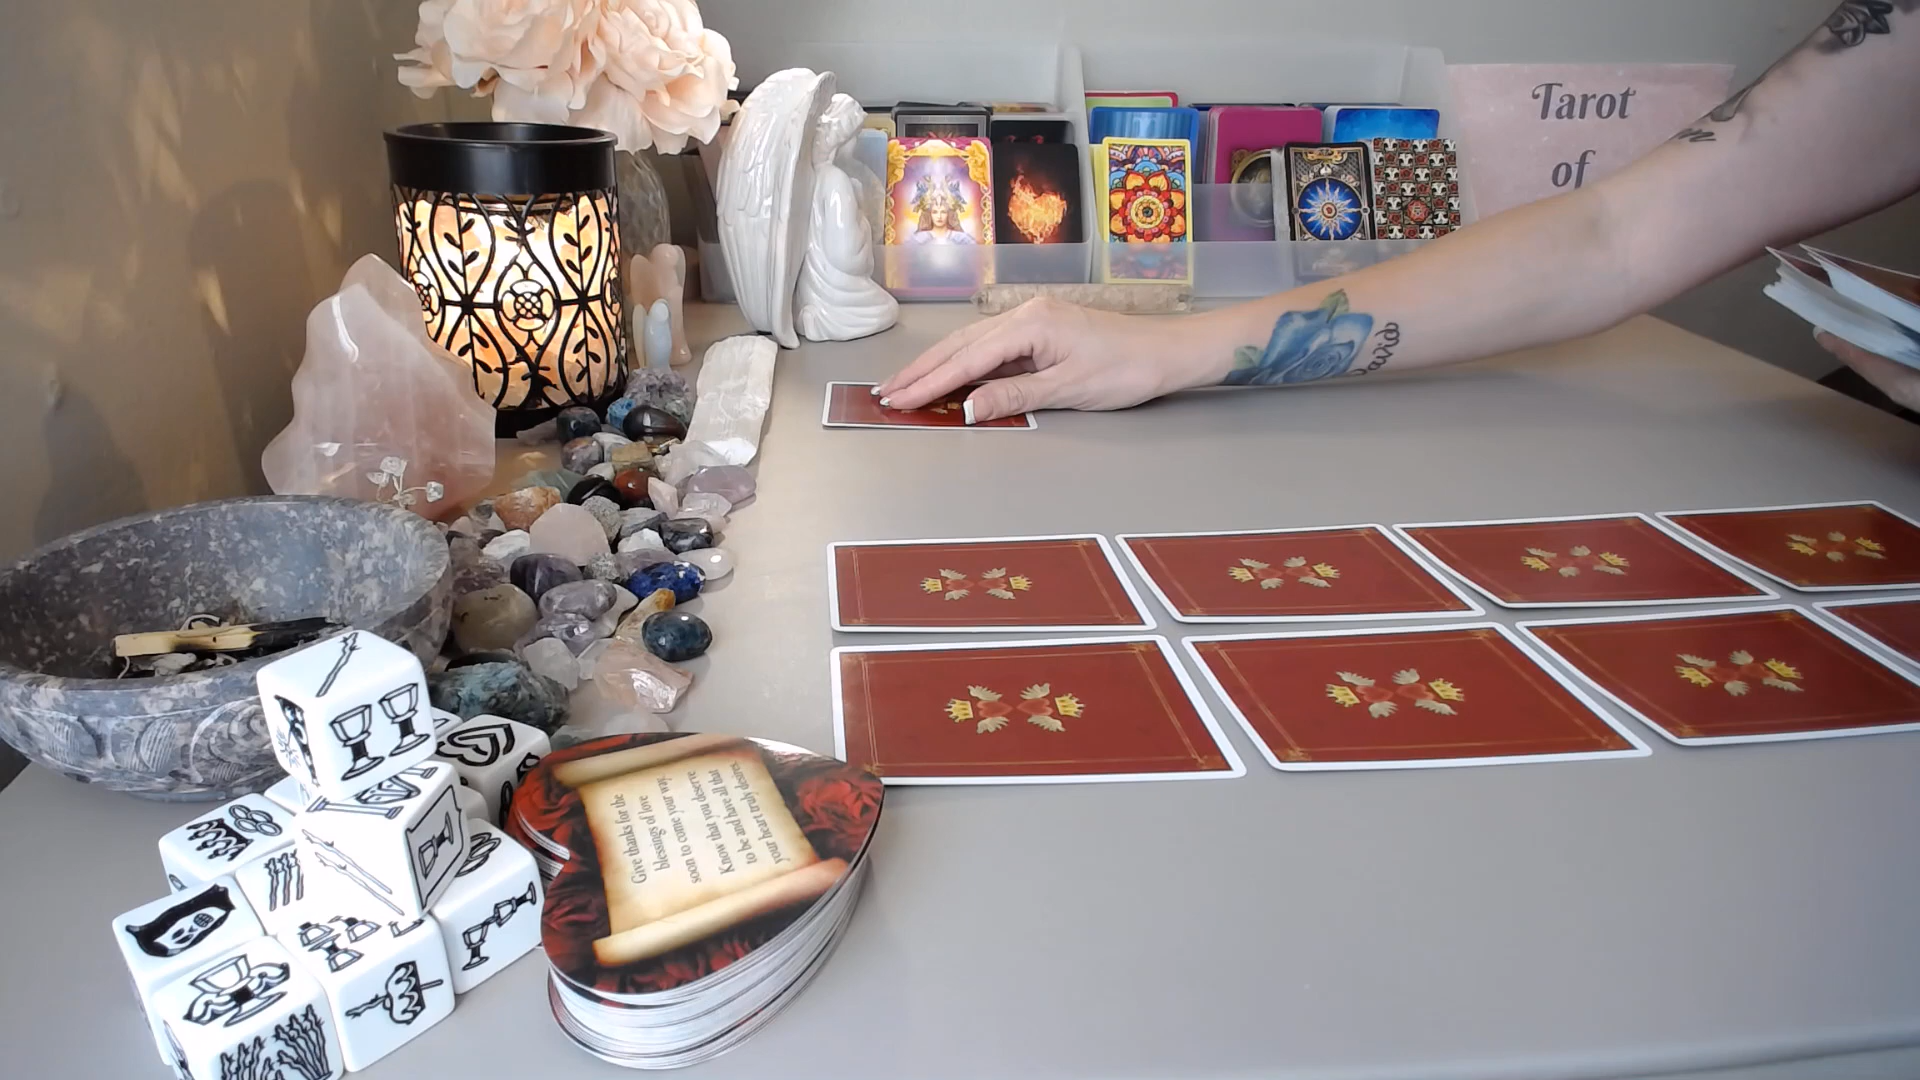 Tarot
of
David
Give thanks for the
blessings of love
soon to come your way.
Know that you deserve
to be and have all that
your heart truly desires.